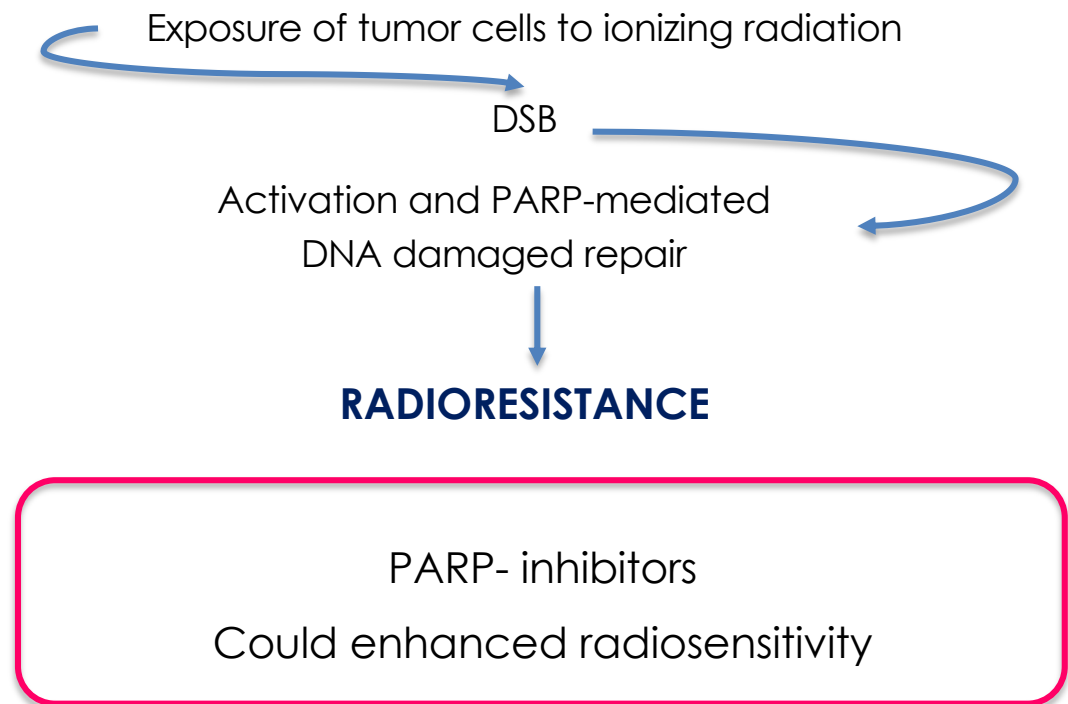 Exposure of tumor cells to ionizing radiation
DSB
Activation and PARP-mediated
DNA damaged repair
RADIORESISTANCE
PARP- inhibitors
Could enhanced radiosensitivity